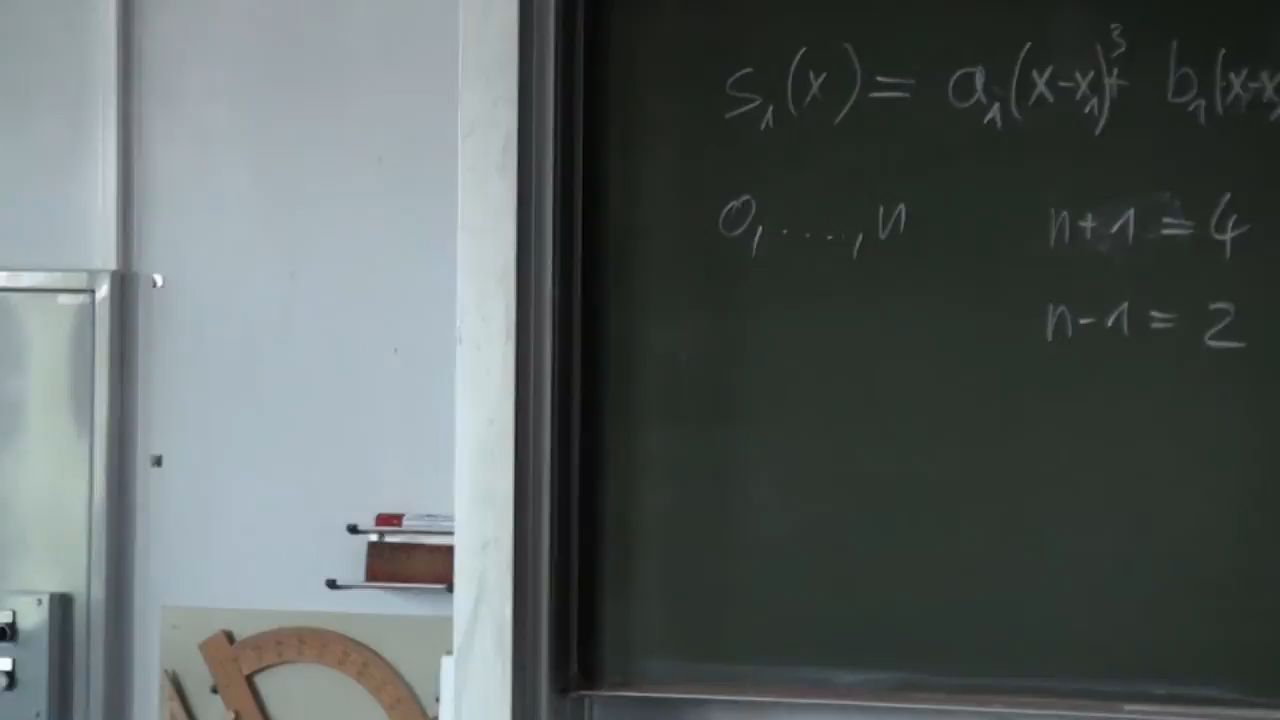 s₁(x) = a₁(x-x₁)³ + b₁(x-x
0, ....., n
n+1 = 4
n-1 = 2